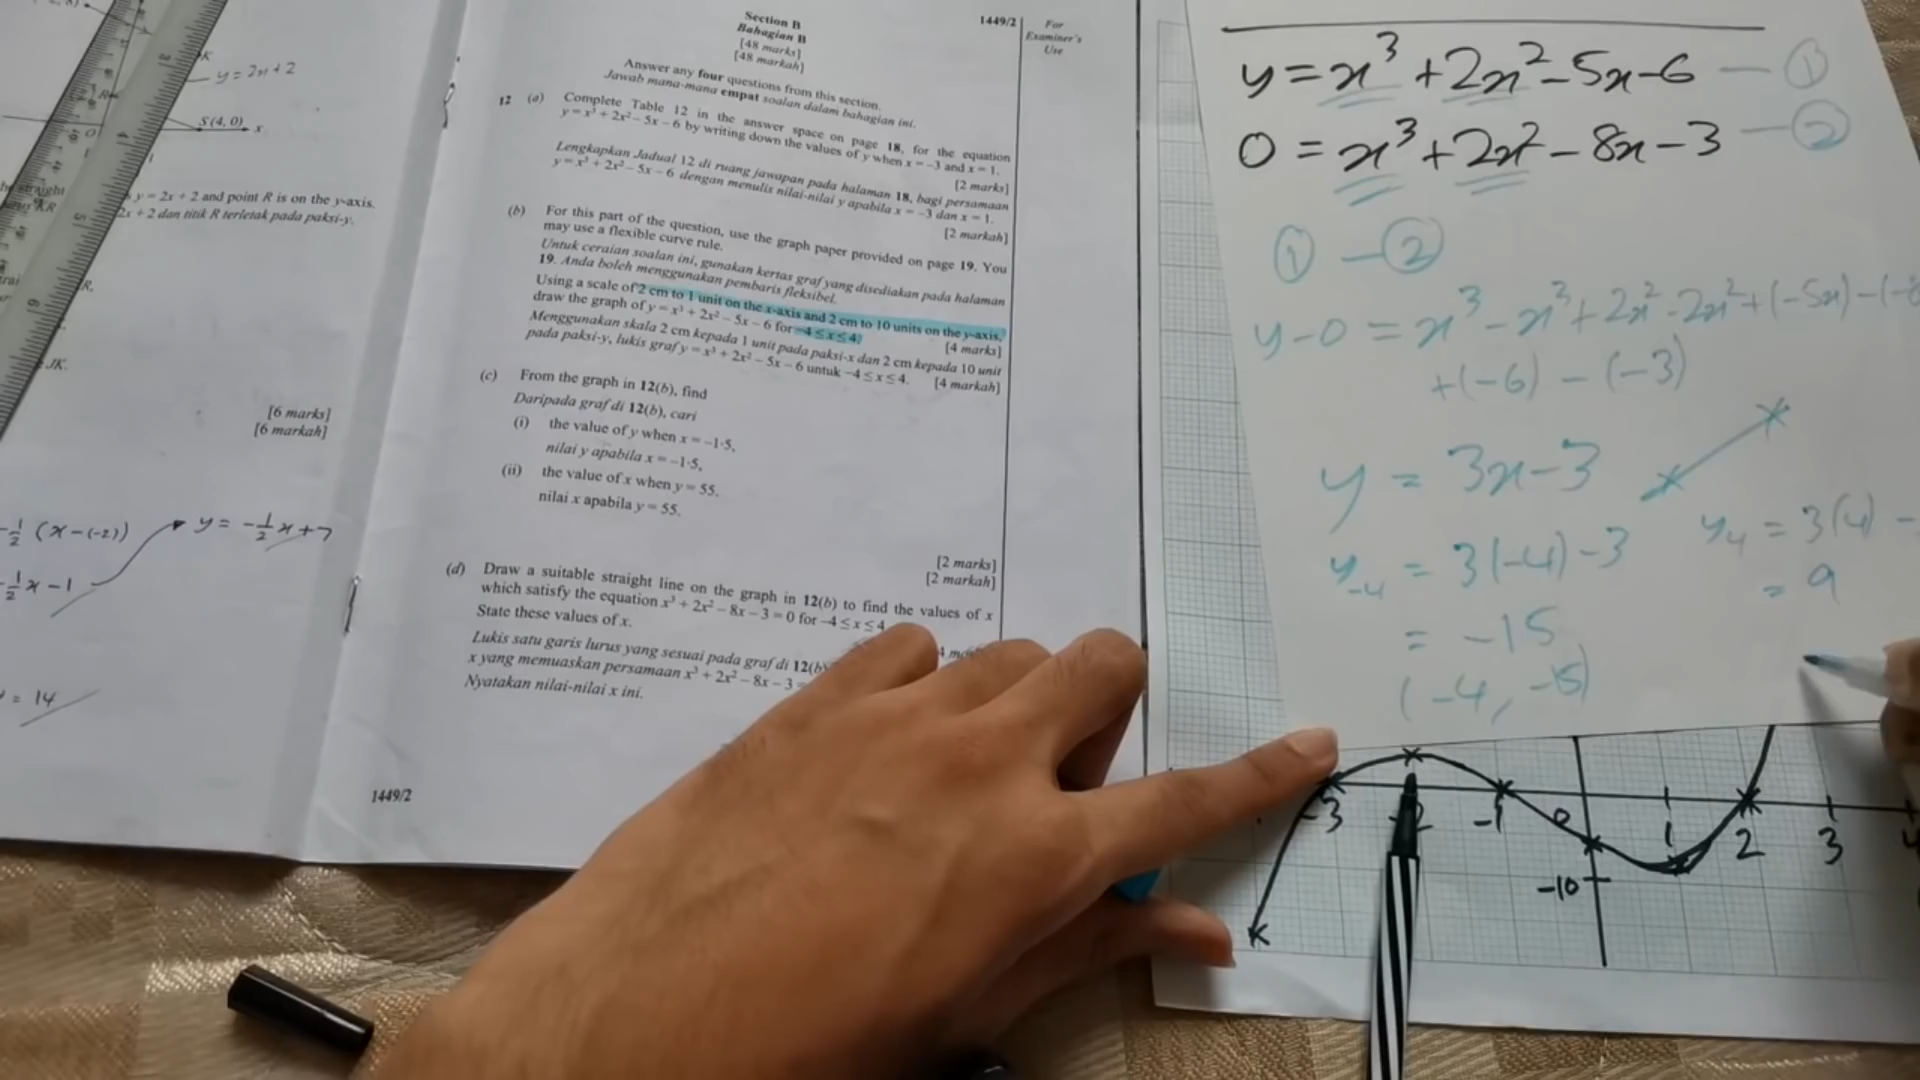 y = 2x + 2
S(4, 0)
x
y = 2x + 2 and point R is on the y-axis.
2x + 2 dan titik R terletak pada paksi-y.
R.
JK.
[6 marks]
[6 markah]
-1/2 (x-(-2))
y = -1/2 x + 7
-1/2 x - 1
= 14
1449/2
Section B
Bahagian B
[48 marks]
[48 markah]
1449/2
For
Examiner's
Use
Answer any four questions from this section.
Jawab mana-mana empat soalan dalam bahagian ini.
12 (a) Complete Table 12 in the answer space on page 18, for the equation
y = x³ + 2x² – 5x – 6 by writing down the values of y when x = –3 and x = 1.
[2 marks]
Lengkapkan Jadual 12 di ruang jawapan pada halaman 18, bagi persamaan
y = x³ + 2x² – 5x – 6 dengan menulis nilai-nilai y apabila x = –3 dan x = 1.
[2 markah]
(b) For this part of the question, use the graph paper provided on page 19. You
may use a flexible curve rule.
Untuk ceraian soalan ini, gunakan kertas graf yang disediakan pada halaman
19. Anda boleh menggunakan pembaris fleksibel.
Using a scale of 2 cm to 1 unit on the x-axis and 2 cm to 10 units on the y-axis,
draw the graph of y = x³ + 2x² – 5x – 6 for –4 ≤ x ≤ 4.
[4 marks]
Menggunakan skala 2 cm kepada 1 unit pada paksi-x dan 2 cm kepada 10 unit
pada paksi-y, lukis graf y = x³ + 2x² – 5x – 6 untuk –4 ≤ x ≤ 4.
[4 markah]
(c) From the graph in 12(b), find
Daripada graf di 12(b), cari
(i) the value of y when x = –1·5,
nilai y apabila x = –1·5,
(ii) the value of x when y = 55.
nilai x apabila y = 55.
[2 marks]
[2 markah]
(d) Draw a suitable straight line on the graph in 12(b) to find the values of x
which satisfy the equation x³ + 2x² – 8x – 3 = 0 for –4 ≤ x ≤ 4
State these values of x.
Lukis satu garis lurus yang sesuai pada graf di 12(b)
x yang memuaskan persamaan x³ + 2x² – 8x – 3 =
Nyatakan nilai-nilai x ini.
y = x³ + 2x² - 5x - 6 — ①
0 = x³ + 2x² - 8x - 3 — ②
① - ②
y - 0 = x³ - x³ + 2x² - 2x² + (-5x) - (-8
+ (-6) - (-3)
y = 3x - 3
y-4 = 3(-4) - 3
= -15
(-4, -15)
y4 = 3(4) -
= 9
-3 -2 -1 0 1 2 3 4
-10